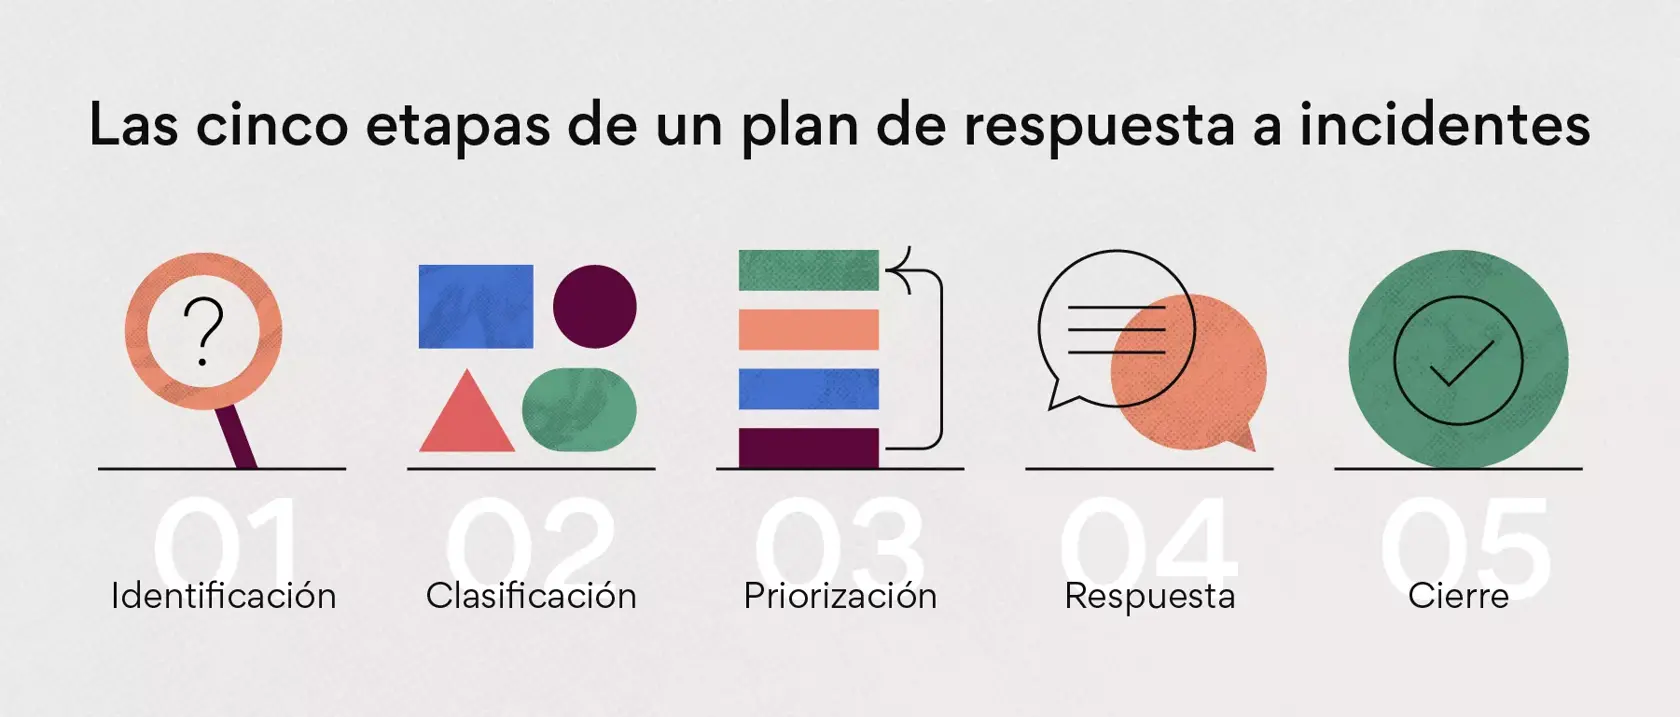 Las cinco etapas de un plan de respuesta a incidentes
?
01
Identificación
02
Clasificación
03
Priorización
04
Respuesta
05
Cierre